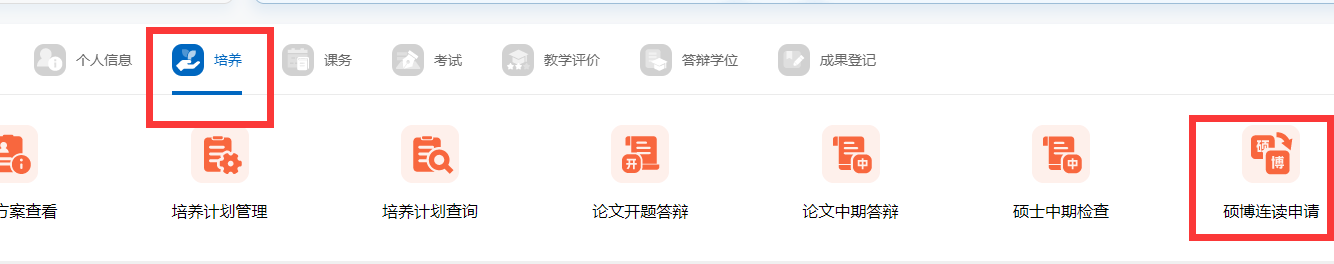 个人信息 培养 课务 考试 教学评价 答辩学位 成果登记
开 中 中 硕 博
方案查看 培养计划管理 培养计划查询 论文开题答辩 论文中期答辩 硕士中期检查 硕博连读申请